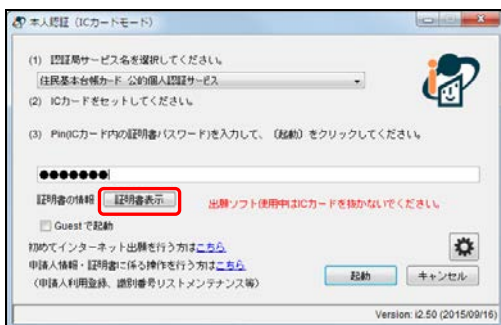 本人認証（ICカードモード）
(1) 認証局サービス名を選択してください。
住民基本台帳カード 公的個人認証サービス
(2) ICカードをセットしてください。
(3) Pin(ICカード内の証明書パスワード)を入力して、（起動）をクリックしてください。
●●●●●●●
証明書の情報 証明書表示 出願ソフト使用中はICカードを抜かないでください。
Guestで起動
初めてインターネット出願を行う方はこちら
申請人情報・証明書に係る操作を行う方はこちら
（申請人利用登録、識別番号リストメンテナンス等）
起動 キャンセル
Version: i2.50 (2015/09/16)